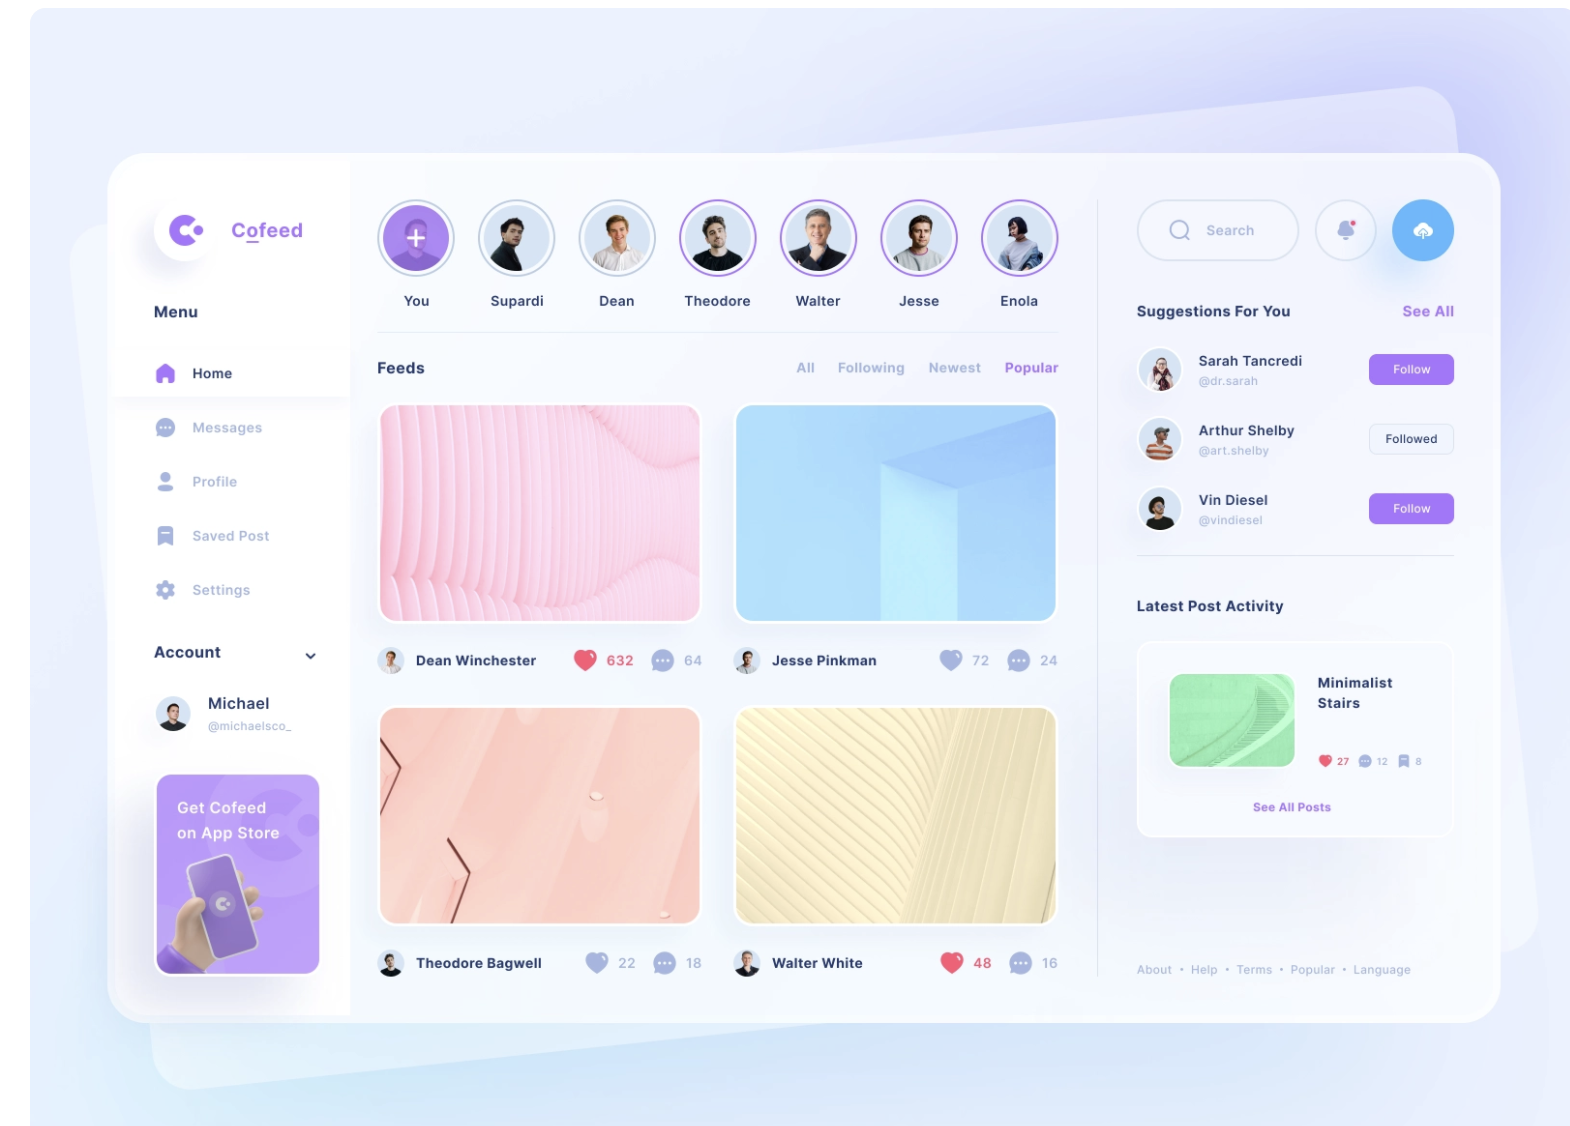 Cofeed
Menu
Home
Messages
Profile
Saved Post
Settings
Account
Michael
@michaelsco_
Get Cofeed
on App Store
You
Supardi
Dean
Theodore
Walter
Jesse
Enola
Feeds
All
Following
Newest
Popular
Dean Winchester
632
64
Jesse Pinkman
72
24
Theodore Bagwell
22
18
Walter White
48
16
Search
Suggestions For You
See All
Sarah Tancredi
@dr.sarah
Follow
Arthur Shelby
@art.shelby
Followed
Vin Diesel
@vindiesel
Follow
Latest Post Activity
Minimalist
Stairs
27
12
8
See All Posts
About • Help • Terms • Popular • Language